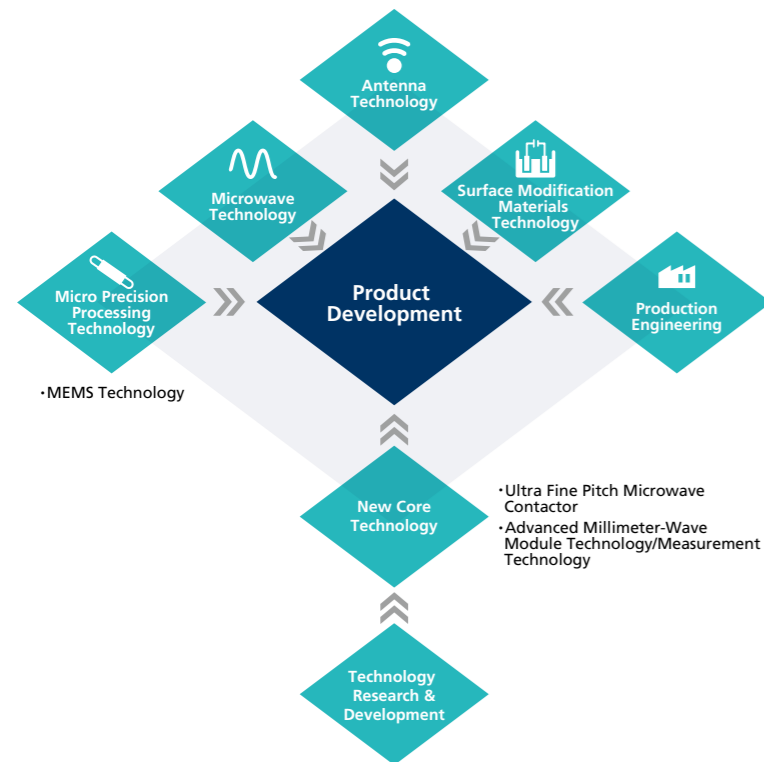 Antenna
Technology
Microwave
Technology
Surface Modification
Materials
Technology
Micro Precision
Processing
Technology
Product
Development
Production
Engineering
・MEMS Technology
New Core
Technology
・Ultra Fine Pitch Microwave
Contactor
・Advanced Millimeter-Wave
Module Technology/Measurement
Technology
Technology
Research &
Development